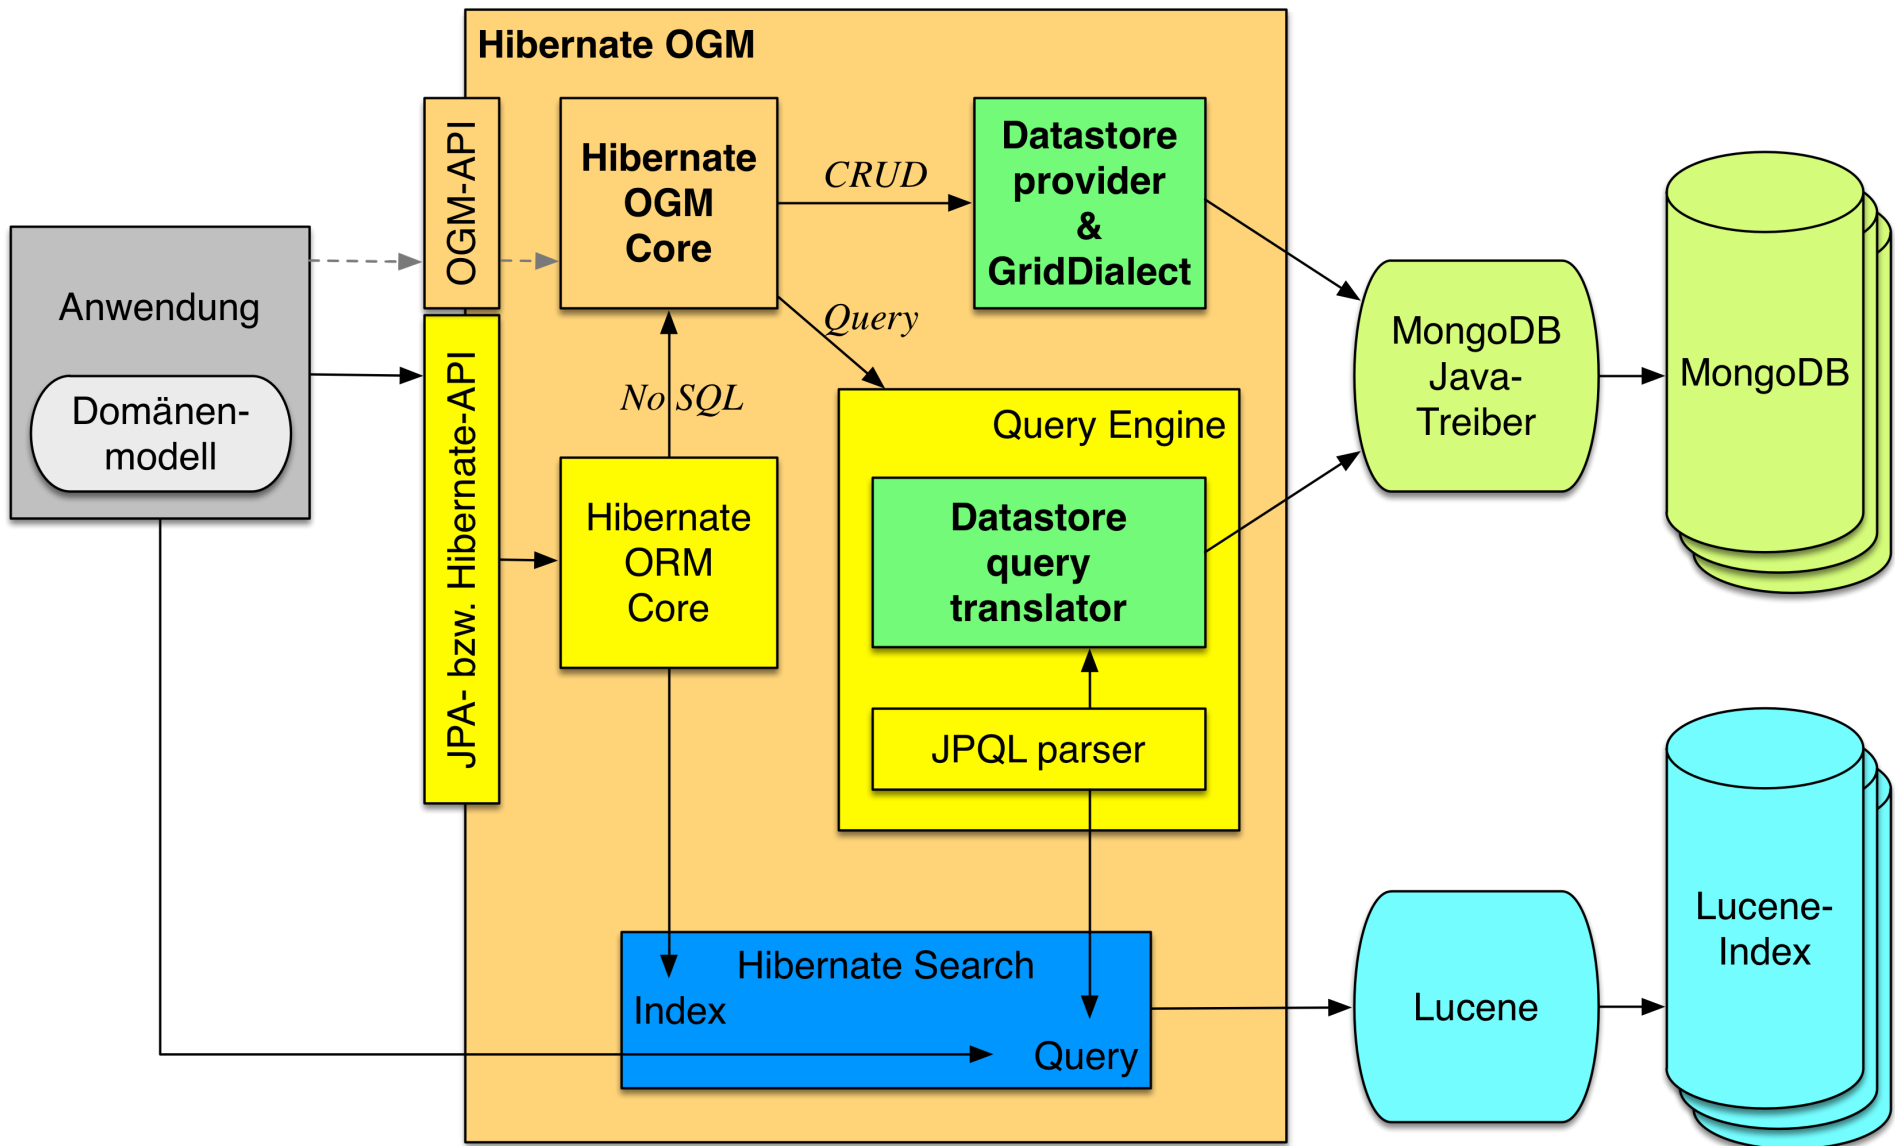 Hibernate OGM
OGM-API
Hibernate
OGM
Core
CRUD
Datastore
provider
&
GridDialect
Anwendung
Domänen-
modell
JPA- bzw. Hibernate-API
Query
No SQL
Hibernate
ORM
Core
Query Engine
Datastore
query
translator
JPQL parser
MongoDB
Java-
Treiber
MongoDB
Hibernate Search
Index
Query
Lucene
Lucene-
Index